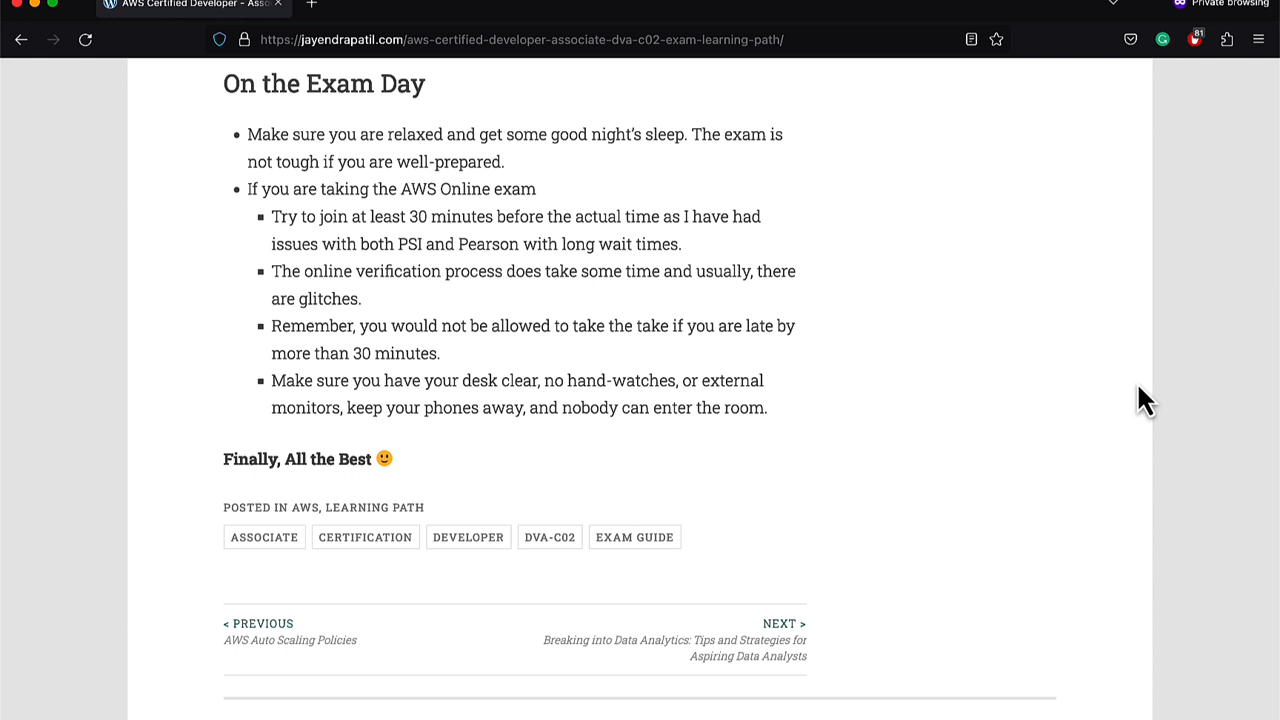 AWS Certified Developer - Asso
Private browsing
https://jayendrapatil.com/aws-certified-developer-associate-dva-c02-exam-learning-path/
81
On the Exam Day
Make sure you are relaxed and get some good night's sleep. The exam is
not tough if you are well-prepared.
If you are taking the AWS Online exam
Try to join at least 30 minutes before the actual time as I have had
issues with both PSI and Pearson with long wait times.
The online verification process does take some time and usually, there
are glitches.
Remember, you would not be allowed to take the take if you are late by
more than 30 minutes.
Make sure you have your desk clear, no hand-watches, or external
monitors, keep your phones away, and nobody can enter the room.
Finally, All the Best 🙂
POSTED IN AWS, LEARNING PATH
ASSOCIATE CERTIFICATION DEVELOPER DVA-C02 EXAM GUIDE
< PREVIOUS
AWS Auto Scaling Policies
NEXT >
Breaking into Data Analytics: Tips and Strategies for
Aspiring Data Analysts